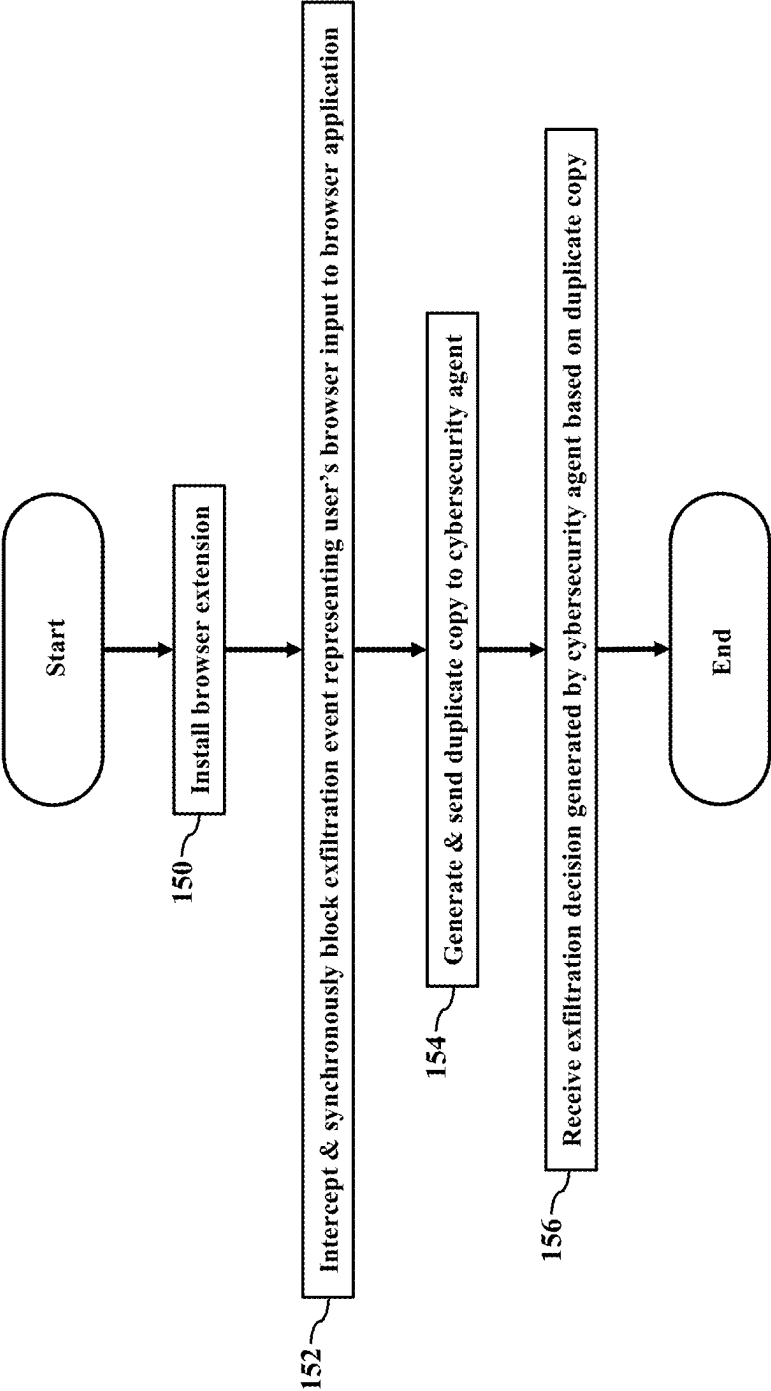 Start
Install browser extension
150
Intercept & synchronously block exfiltration event representing user's browser input to browser application
152
Generate & send duplicate copy to cybersecurity agent
154
Receive exfiltration decision generated by cybersecurity agent based on duplicate copy
156
End